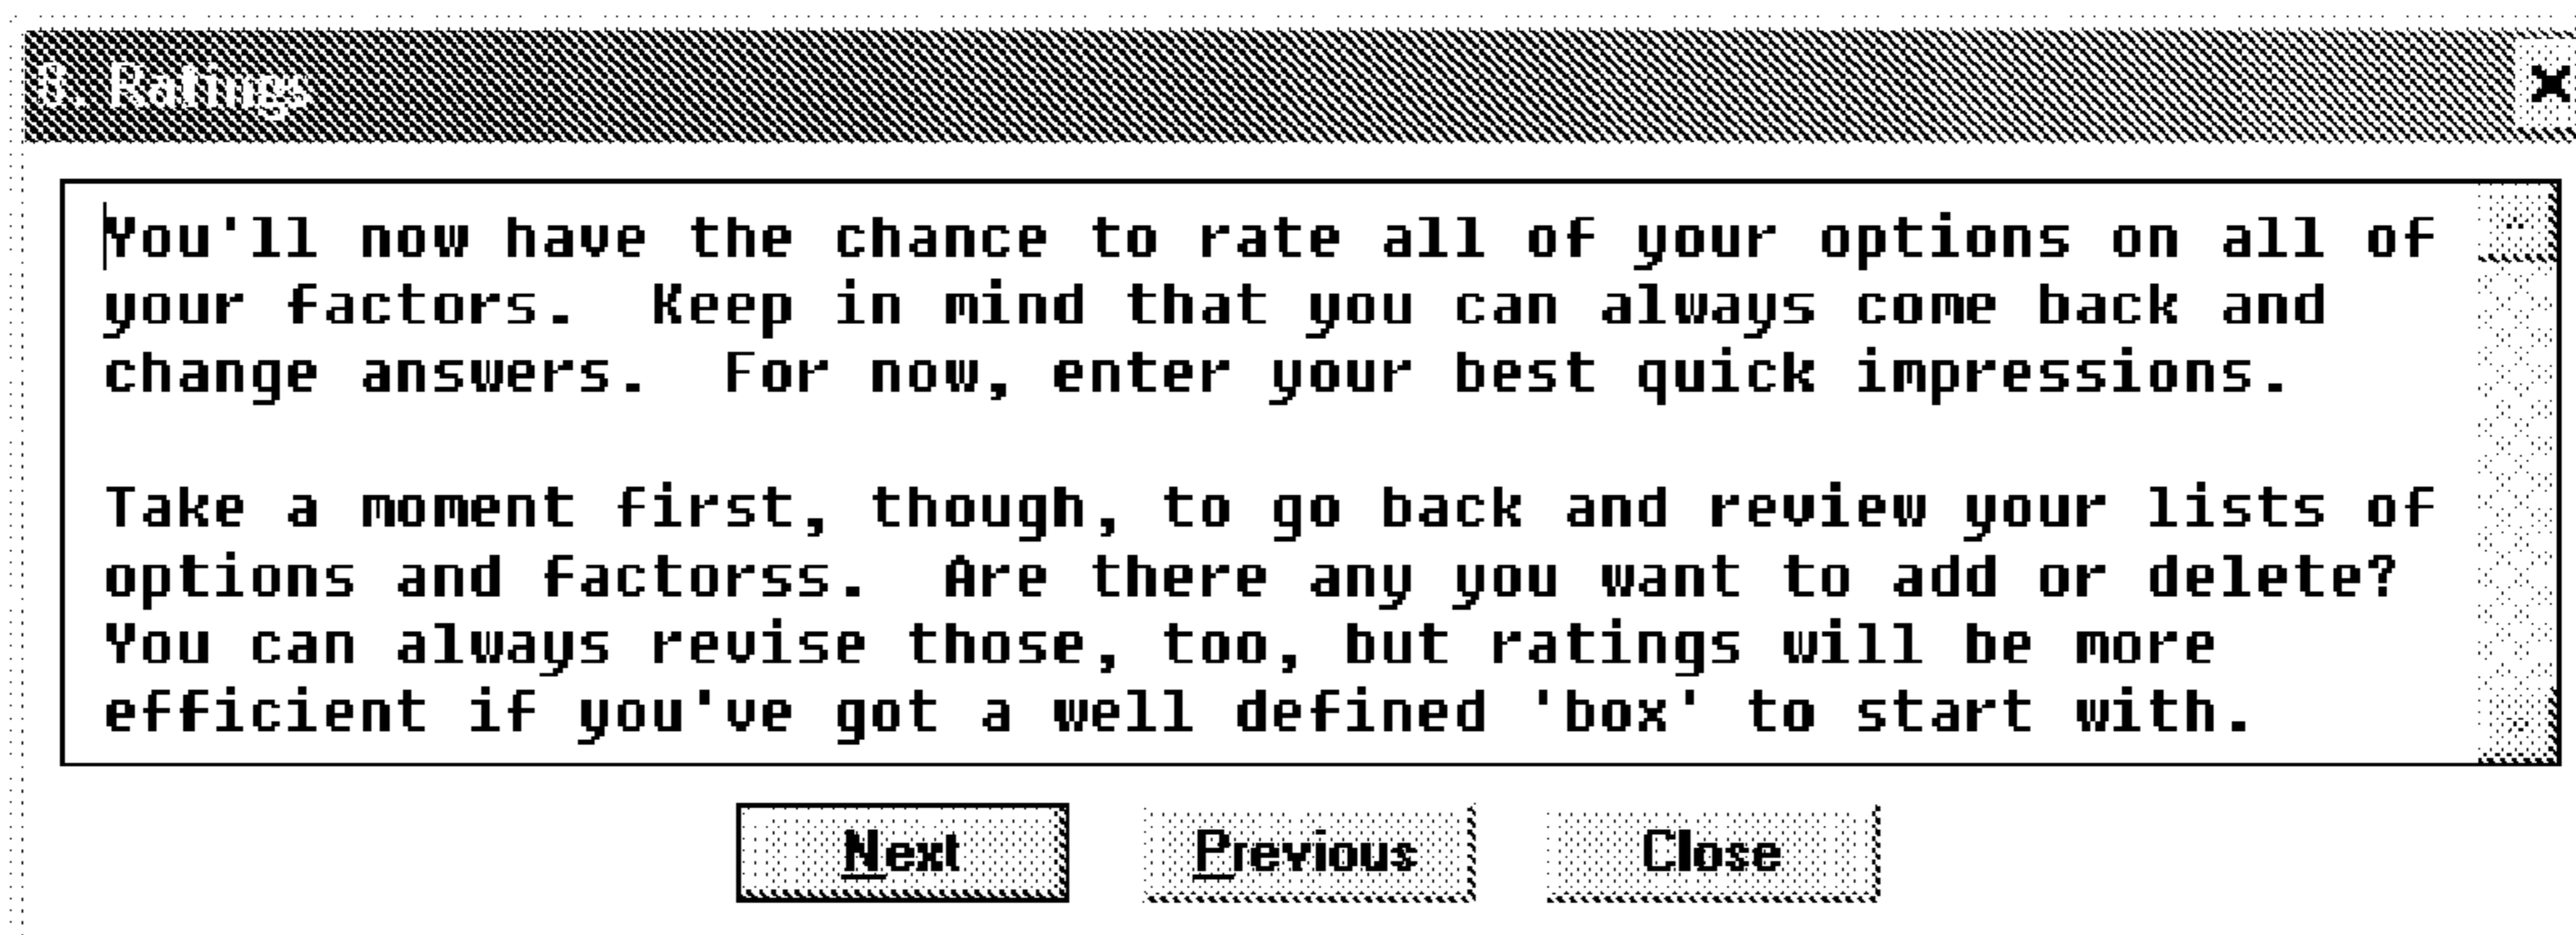 8. Ratings
You'll now have the chance to rate all of your options on all of
your factors.  Keep in mind that you can always come back and
change answers.  For now, enter your best quick impressions.
Take a moment first, though, to go back and review your lists of
options and factorss.  Are there any you want to add or delete?
You can always revise those, too, but ratings will be more
efficient if you've got a well defined 'box' to start with.
Next Previous Close